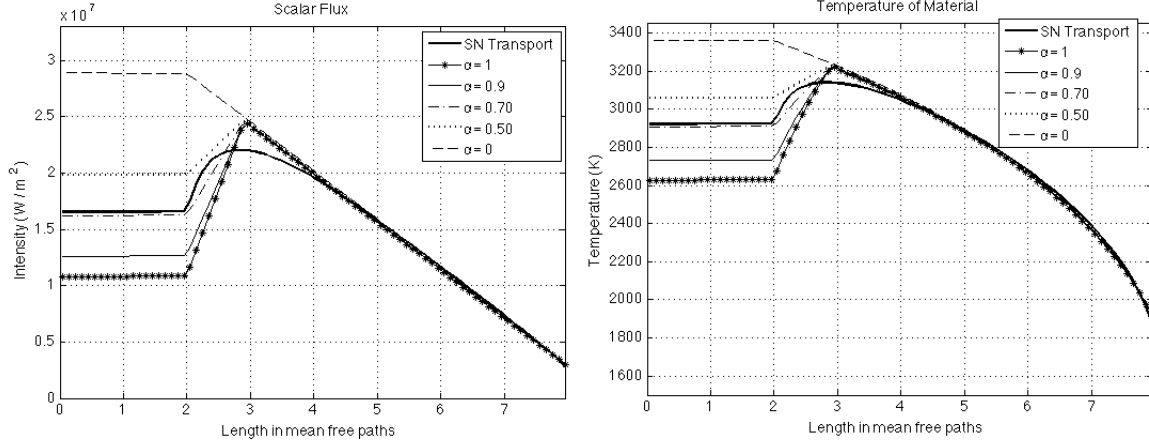 Scalar Flux
x 10^7
3
2.5
2
1.5
1
0.5
0
0 1 2 3 4 5 6 7
Intensity (W / m^2)
Length in mean free paths
SN Transport
α = 1
α = 0.9
α = 0.70
α = 0.50
α = 0
Temperature of Material
3400
3200
3000
2800
2600
2400
2200
2000
1800
1600
0 1 2 3 4 5 6 7
Temperature (K)
Length in mean free paths
SN Transport
α = 1
α = 0.9
α = 0.70
α = 0.50
α = 0